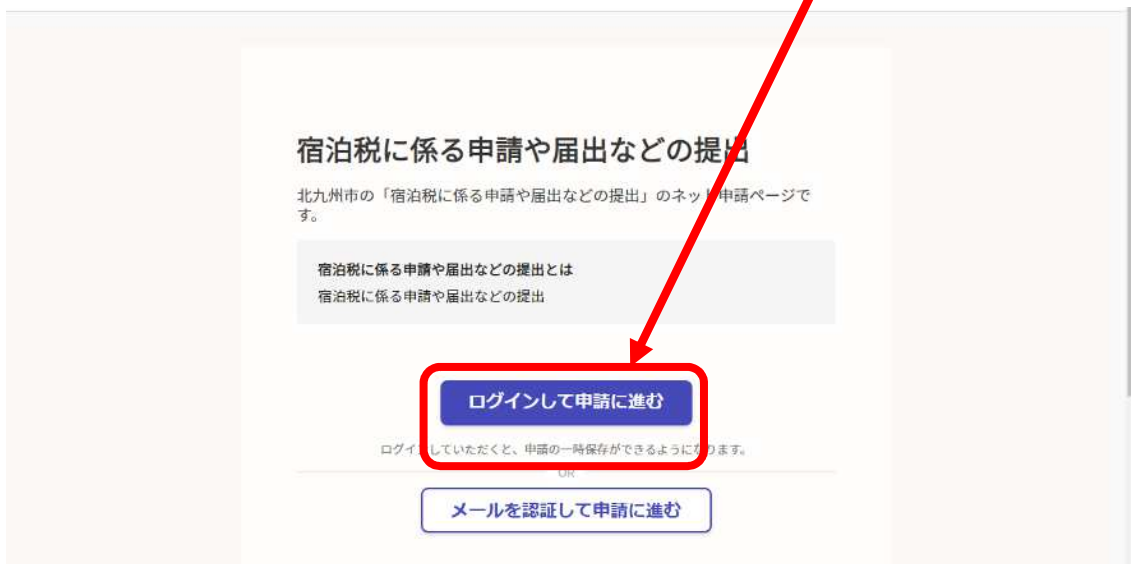 宿泊税に係る申請や届出などの提出
北九州市の「宿泊税に係る申請や届出などの提出」のネット申請ページで
す。
宿泊税に係る申請や届出などの提出とは
宿泊税に係る申請や届出などの提出
ログインして申請に進む
ログインしていただくと、申請の一時保存ができるようになります。
OR
メールを認証して申請に進む